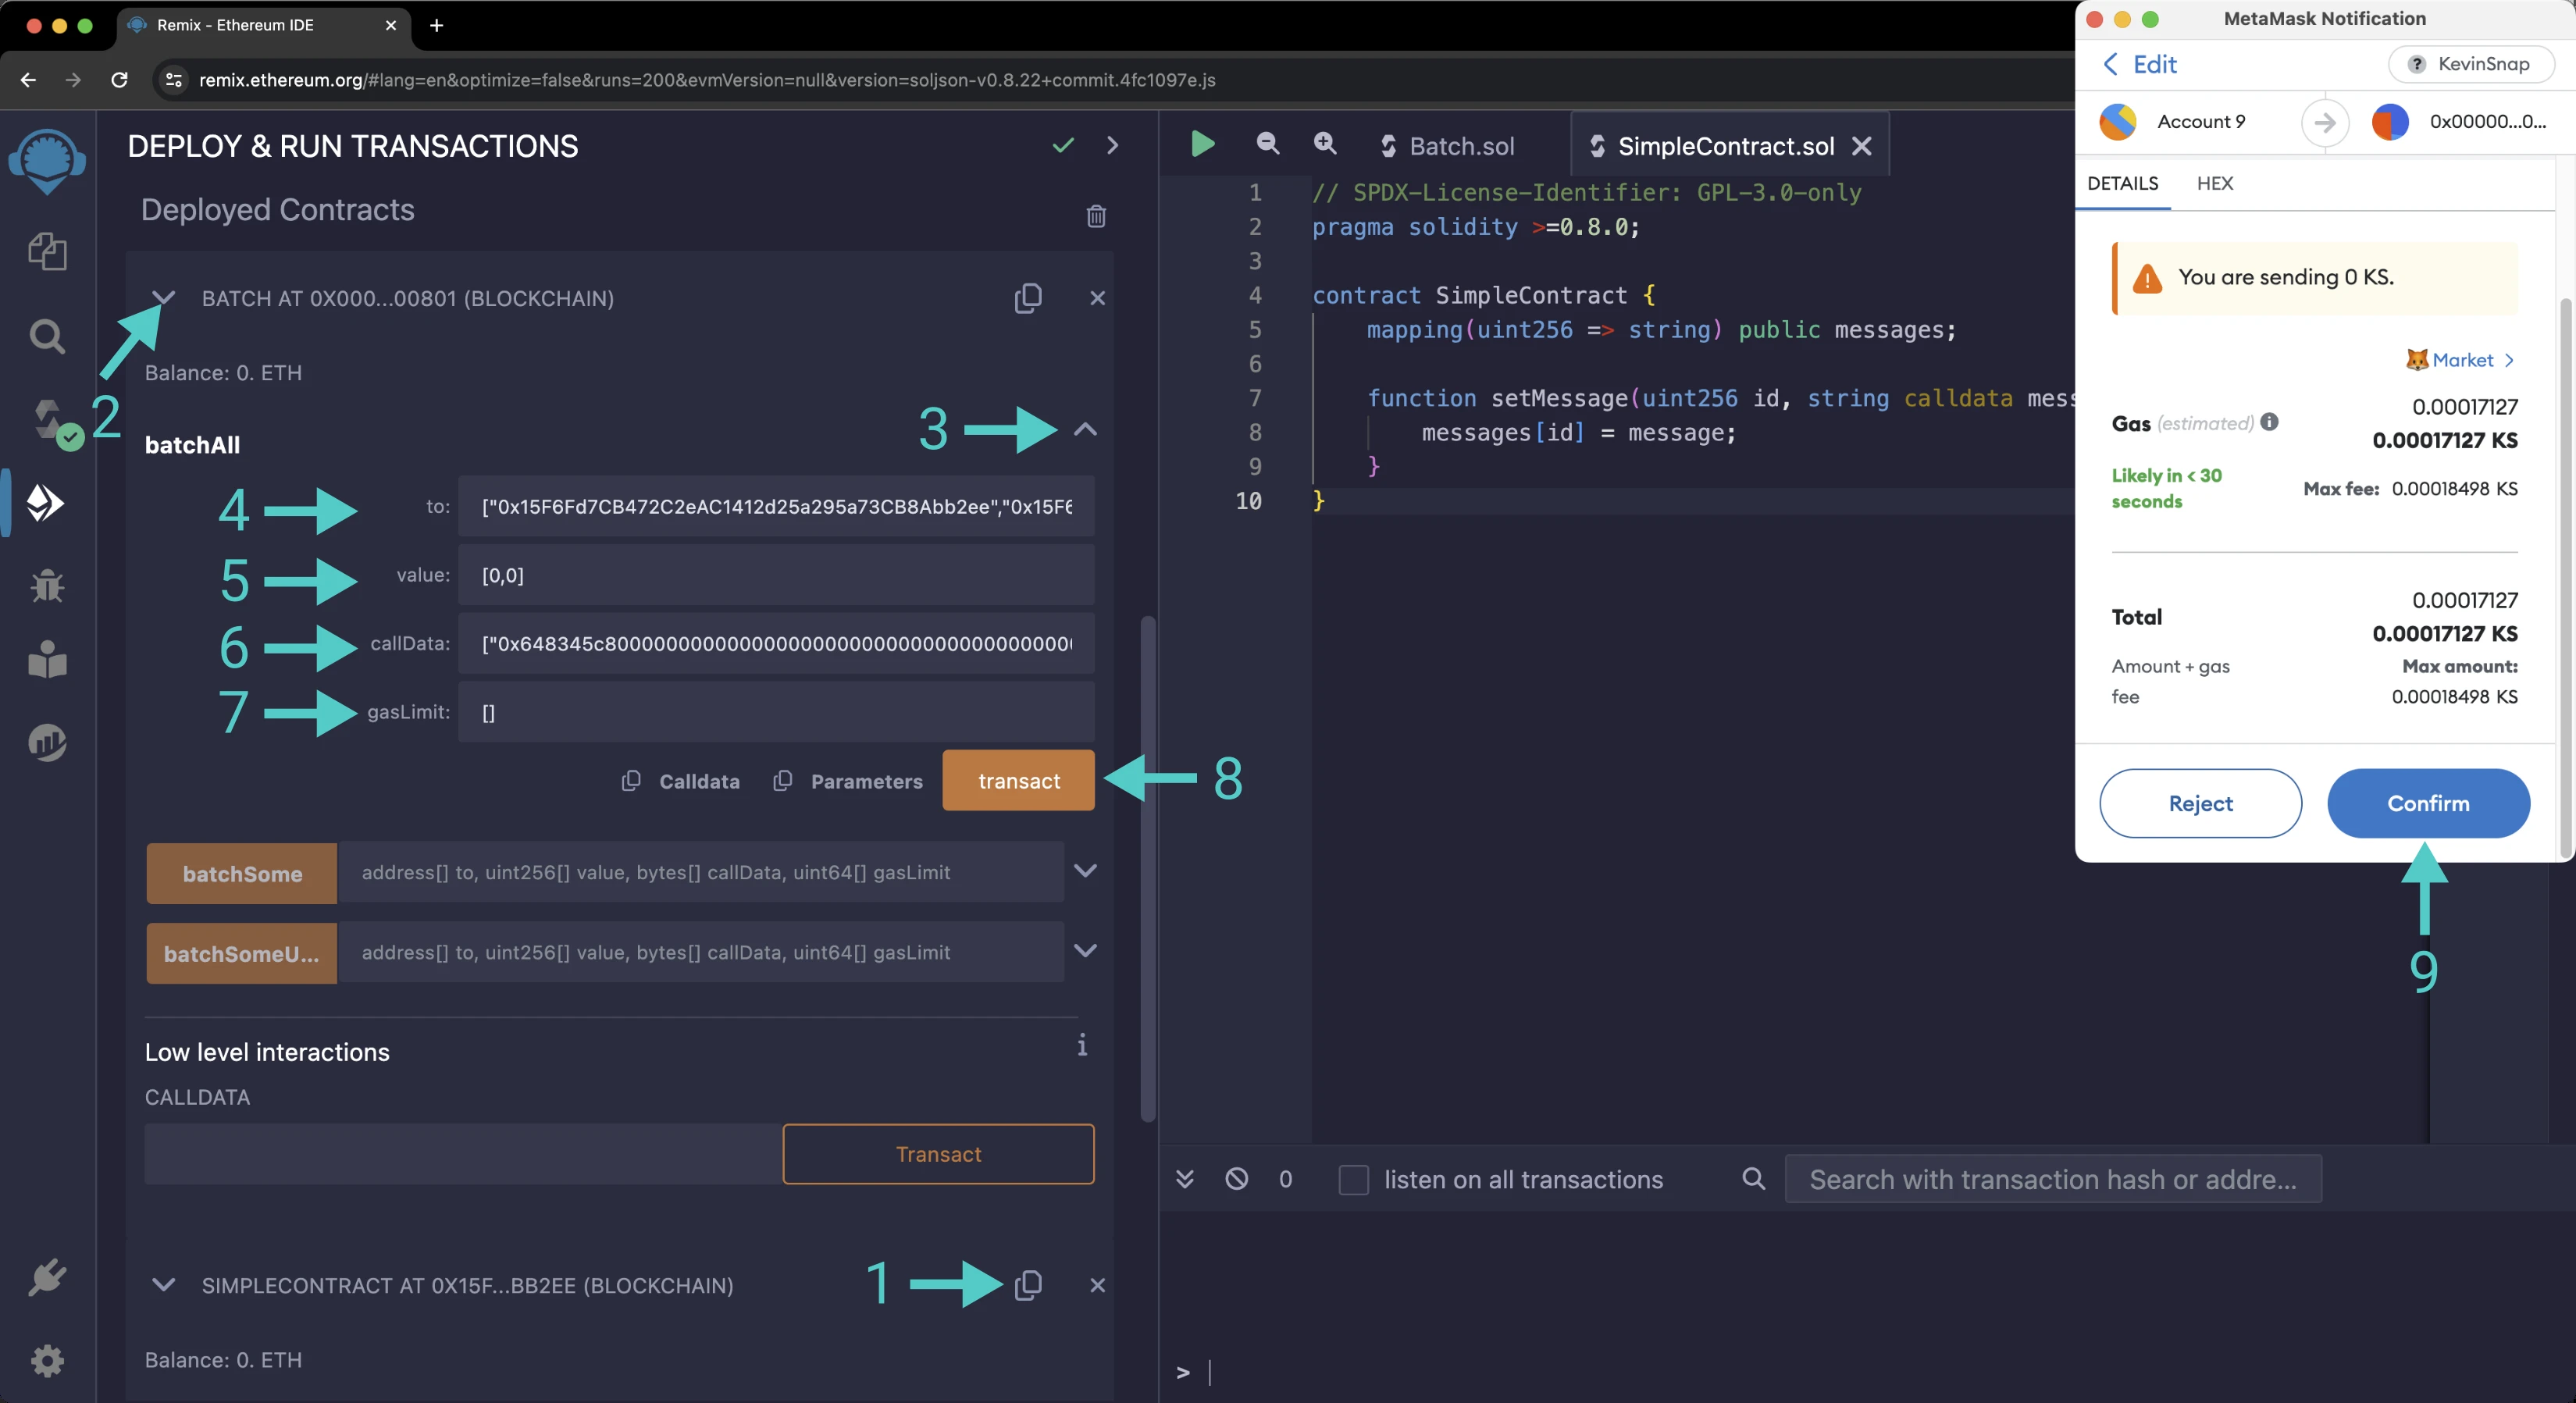 Remix - Ethereum IDE
remix.ethereum.org/#lang=en&optimize=false&runs=200&evmVersion=null&version=soljson-v0.8.22+commit.4fc1097e.js
DEPLOY & RUN TRANSACTIONS
Deployed Contracts
BATCH AT 0X000...00801 (BLOCKCHAIN)
2
Balance: 0. ETH
3
batchAll
4
to:
["0x15F6Fd7CB472C2eAC1412d25a295a73CB8Abb2ee","0x15F6
5
value:
[0,0]
6
callData:
7
gasLimit:
[]
Calldata
Parameters
transact
8
batchSome
address[] to, uint256[] value, bytes[] callData, uint64[] gasLimit
batchSomeU...
address[] to, uint256[] value, bytes[] callData, uint64[] gasLimit
Low level interactions
i
CALLDATA
Transact
SIMPLECONTRACT AT 0X15F...BB2EE (BLOCKCHAIN)
1
Balance: 0. ETH
Batch.sol
SimpleContract.sol
1 // SPDX-License-Identifier: GPL-3.0-only
2 pragma solidity >=0.8.0;
3
4 contract SimpleContract {
5 mapping(uint256 => string) public messages;
6
7 function setMessage(uint256 id, string calldata mess
8 messages[id] = message;
9 }
10 }
0
listen on all transactions
Search with transaction hash or addre...
>
MetaMask Notification
Edit
? KevinSnap
Account 9
0x00000...0...
DETAILS
HEX
You are sending 0 KS.
Market >
Gas (estimated)
0.00017127
0.00017127 KS
Likely in < 30
seconds
Max fee: 0.00018498 KS
Total
0.00017127
0.00017127 KS
Amount + gas
fee
Max amount:
0.00018498 KS
Reject
Confirm
9